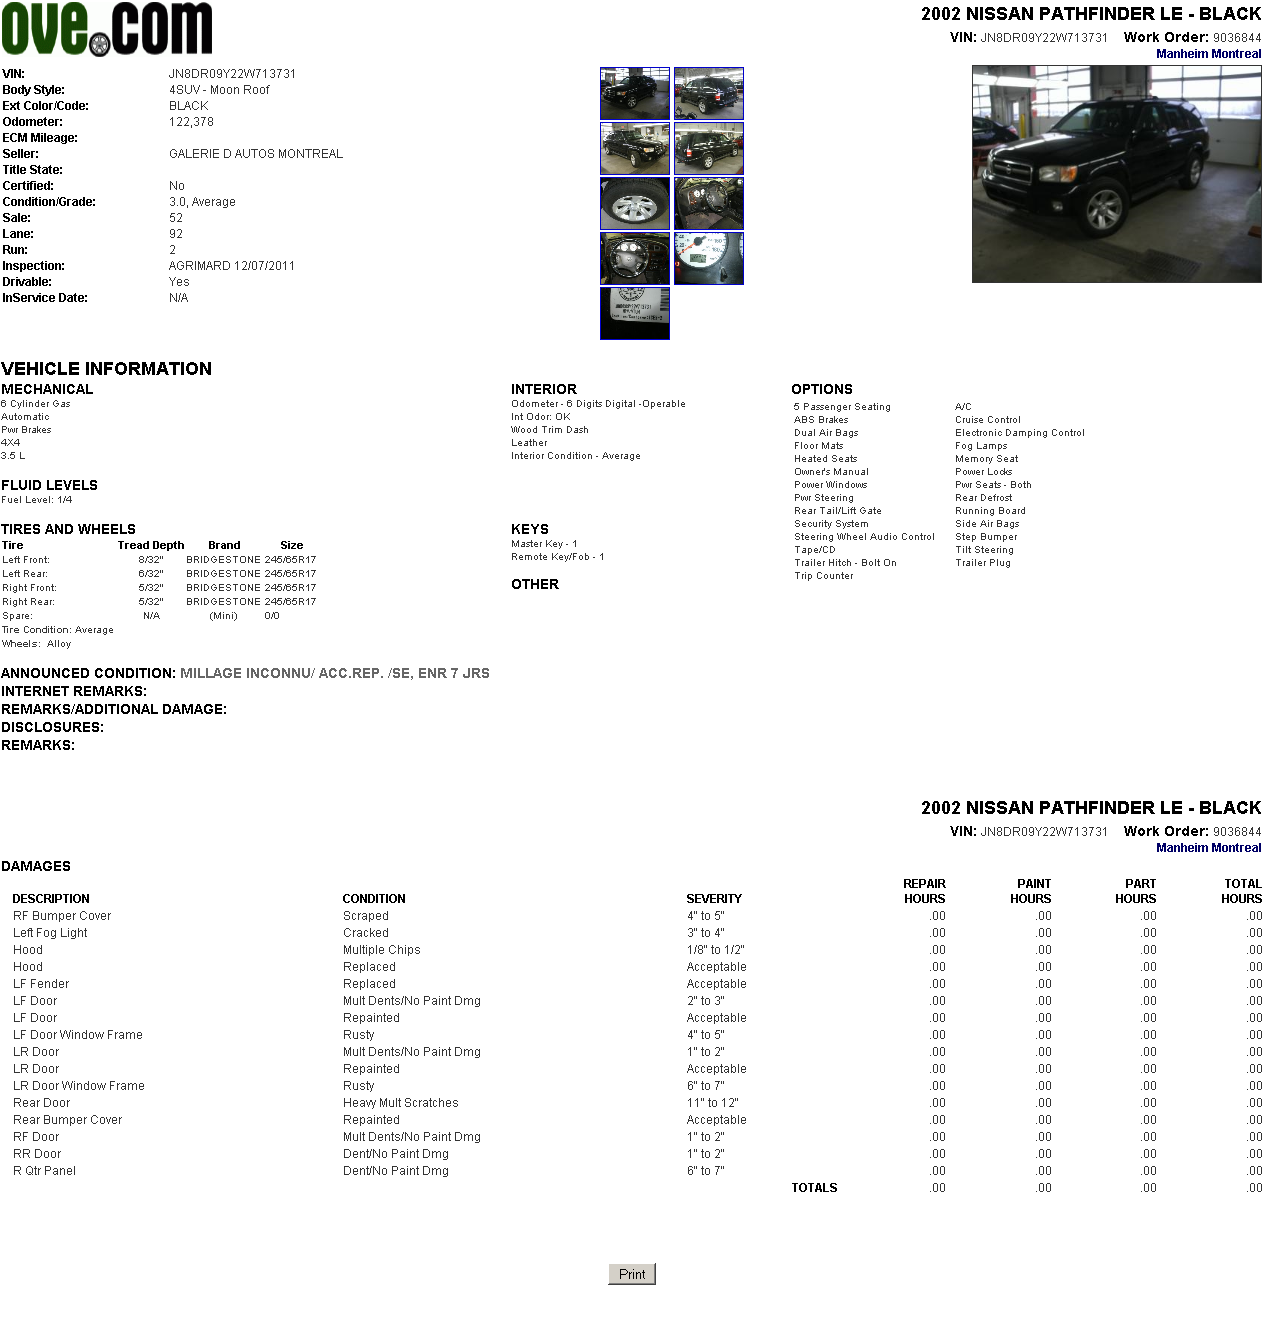 ove.com
2002 NISSAN PATHFINDER LE - BLACK
VIN: JN8DR09Y22W713731 Work Order: 9036844
Manheim Montreal
VIN: JN8DR09Y22W713731
Body Style: 4SUV - Moon Roof
Ext Color/Code: BLACK
Odometer: 122,378
ECM Mileage:
Seller: GALERIE D AUTOS MONTREAL
Title State:
Certified: No
Condition/Grade: 3.0, Average
Sale: 52
Lane: 92
Run: 2
Inspection: AGRIMARD 12/07/2011
Drivable: Yes
InService Date: N/A
VEHICLE INFORMATION
MECHANICAL
6 Cylinder Gas
Automatic
Pwr Brakes
4X4
3.5 L
FLUID LEVELS
Fuel Level: 1/4
TIRES AND WHEELS
Tire Tread Depth Brand Size
Left Front: 8/32" BRIDGESTONE 245/65R17
Left Rear: 6/32" BRIDGESTONE 245/65R17
Right Front: 5/32" BRIDGESTONE 245/65R17
Right Rear: 5/32" BRIDGESTONE 245/65R17
Spare: N/A (Mini) 0/0
Tire Condition: Average
Wheels: Alloy
INTERIOR
Odometer - 6 Digits Digital -Operable
Int Odor: OK
Wood Trim Dash
Leather
Interior Condition - Average
KEYS
Master Key - 1
Remote Key/Fob - 1
OTHER
OPTIONS
5 Passenger Seating A/C
ABS Brakes Cruise Control
Dual Air Bags Electronic Damping Control
Floor Mats Fog Lamps
Heated Seats Memory Seat
Owner's Manual Power Locks
Power Windows Pwr Seats - Both
Pwr Steering Rear Defrost
Rear Tail/Lift Gate Running Board
Security System Side Air Bags
Steering Wheel Audio Control Step Bumper
Tape/CD Tilt Steering
Trailer Hitch - Bolt On Trailer Plug
Trip Counter
ANNOUNCED CONDITION: MILLAGE INCONNU/ ACC.REP. /SE, ENR 7 JRS
INTERNET REMARKS:
REMARKS/ADDITIONAL DAMAGE:
DISCLOSURES:
REMARKS:
2002 NISSAN PATHFINDER LE - BLACK
VIN: JN8DR09Y22W713731 Work Order: 9036844
Manheim Montreal
DAMAGES
DESCRIPTION CONDITION SEVERITY REPAIR HOURS PAINT HOURS PART HOURS TOTAL HOURS
RF Bumper Cover Scraped 4" to 5" .00 .00 .00 .00
Left Fog Light Cracked 3" to 4" .00 .00 .00 .00
Hood Multiple Chips 1/8" to 1/2" .00 .00 .00 .00
Hood Replaced Acceptable .00 .00 .00 .00
LF Fender Replaced Acceptable .00 .00 .00 .00
LF Door Mult Dents/No Paint Dmg 2" to 3" .00 .00 .00 .00
LF Door Repainted Acceptable .00 .00 .00 .00
LF Door Window Frame Rusty 4" to 5" .00 .00 .00 .00
LR Door Mult Dents/No Paint Dmg 1" to 2" .00 .00 .00 .00
LR Door Repainted Acceptable .00 .00 .00 .00
LR Door Window Frame Rusty 6" to 7" .00 .00 .00 .00
Rear Door Heavy Mult Scratches 11" to 12" .00 .00 .00 .00
Rear Bumper Cover Repainted Acceptable .00 .00 .00 .00
RF Door Mult Dents/No Paint Dmg 1" to 2" .00 .00 .00 .00
RR Door Dent/No Paint Dmg 1" to 2" .00 .00 .00 .00
R Qtr Panel Dent/No Paint Dmg 6" to 7" .00 .00 .00 .00
TOTALS .00 .00 .00 .00
Print